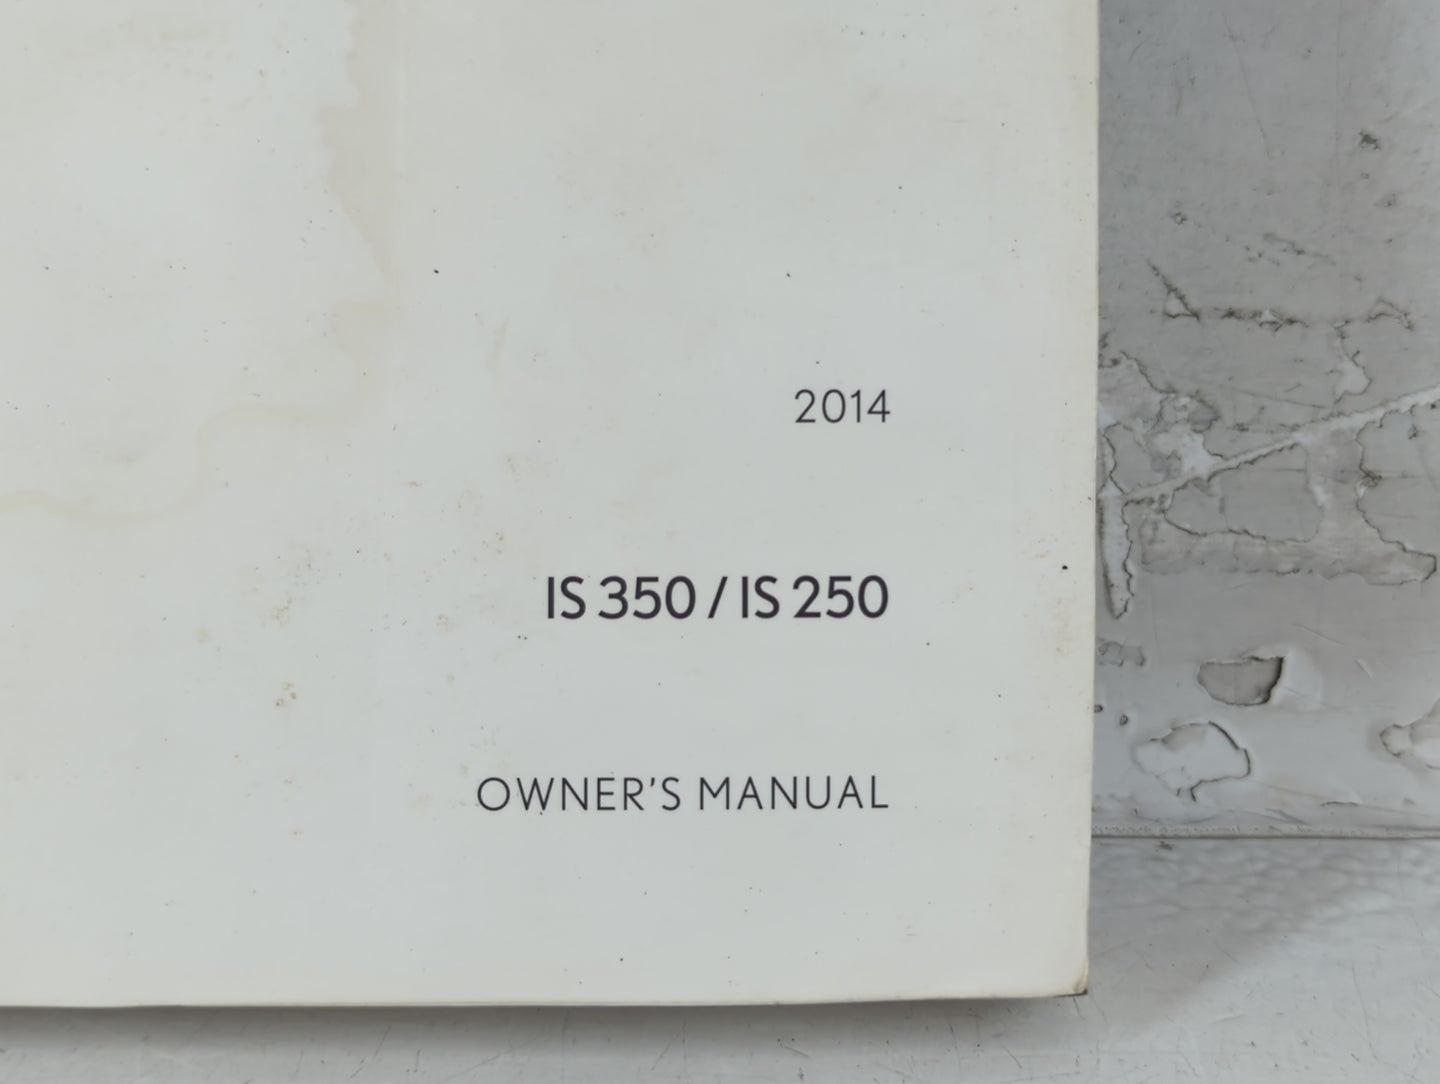 2014
IS 350 / IS 250
OWNER'S MANUAL